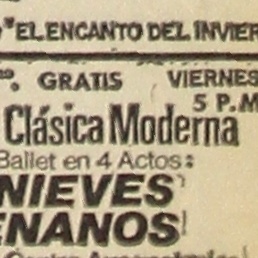 "EL ENCANTO DEL INVIER
GRATIS VIERNES
5 P.M
Clásica Moderna
Ballet en 4 Actos:
NIEVES
ENANOS